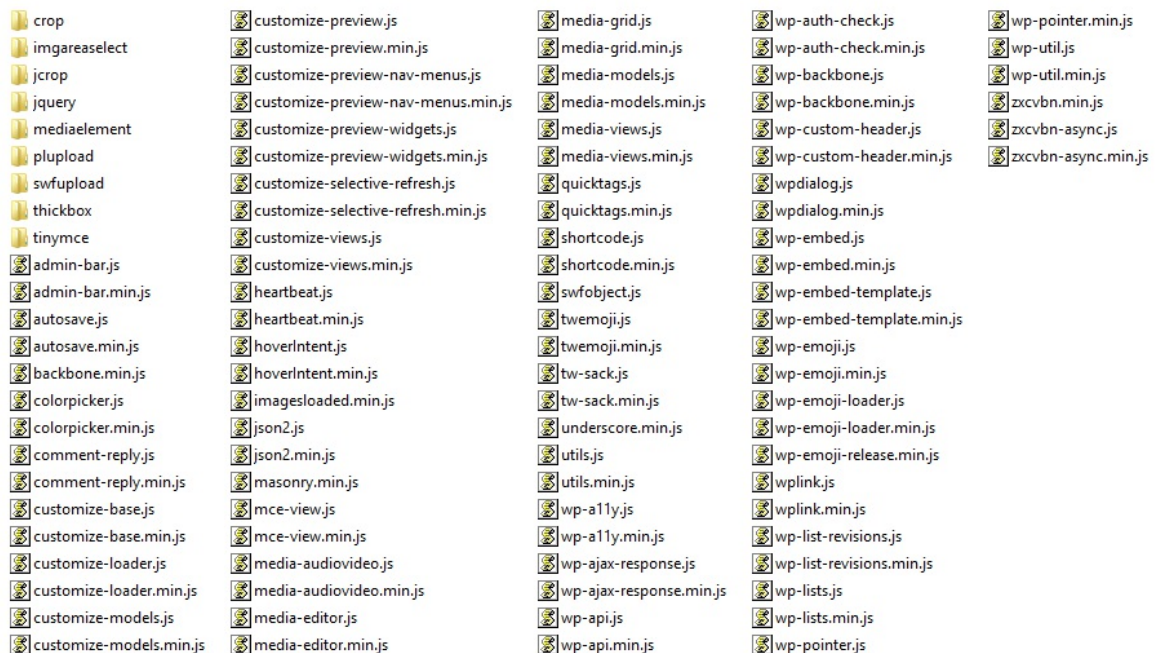 crop
imgareaselect
jcrop
jquery
mediaelement
plupload
swfupload
thickbox
tinymce
admin-bar.js
admin-bar.min.js
autosave.js
autosave.min.js
backbone.min.js
colorpicker.js
colorpicker.min.js
comment-reply.js
comment-reply.min.js
customize-base.js
customize-base.min.js
customize-loader.js
customize-loader.min.js
customize-models.js
customize-models.min.js
customize-preview.js
customize-preview.min.js
customize-preview-nav-menus.js
customize-preview-nav-menus.min.js
customize-preview-widgets.js
customize-preview-widgets.min.js
customize-selective-refresh.js
customize-selective-refresh.min.js
customize-views.js
customize-views.min.js
heartbeat.js
heartbeat.min.js
hoverIntent.js
hoverIntent.min.js
imagesloaded.min.js
json2.js
json2.min.js
masonry.min.js
mce-view.js
mce-view.min.js
media-audiovideo.js
media-audiovideo.min.js
media-editor.js
media-editor.min.js
media-grid.js
media-grid.min.js
media-models.js
media-models.min.js
media-views.js
media-views.min.js
quicktags.js
quicktags.min.js
shortcode.js
shortcode.min.js
swfobject.js
twemoji.js
twemoji.min.js
tw-sack.js
tw-sack.min.js
underscore.min.js
utils.js
utils.min.js
wp-a11y.js
wp-a11y.min.js
wp-ajax-response.js
wp-ajax-response.min.js
wp-api.js
wp-api.min.js
wp-auth-check.js
wp-auth-check.min.js
wp-backbone.js
wp-backbone.min.js
wp-custom-header.js
wp-custom-header.min.js
wpdialog.js
wpdialog.min.js
wp-embed.js
wp-embed.min.js
wp-embed-template.js
wp-embed-template.min.js
wp-emoji.js
wp-emoji.min.js
wp-emoji-loader.js
wp-emoji-loader.min.js
wp-emoji-release.min.js
wplink.js
wplink.min.js
wp-list-revisions.js
wp-list-revisions.min.js
wp-lists.js
wp-lists.min.js
wp-pointer.js
wp-pointer.min.js
wp-util.js
wp-util.min.js
zxcvbn.min.js
zxcvbn-async.js
zxcvbn-async.min.js